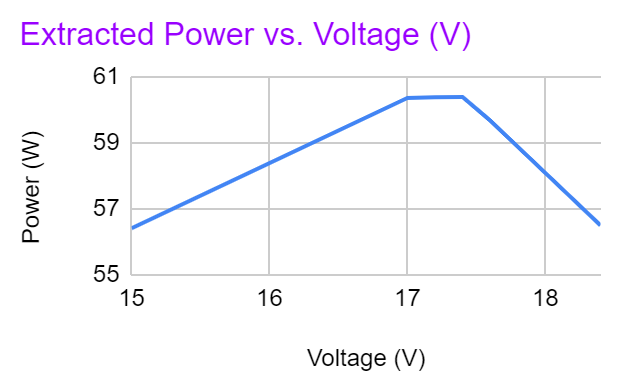 Extracted Power vs. Voltage (V)
Power (W)
61
59
57
55
15 16 17 18
Voltage (V)